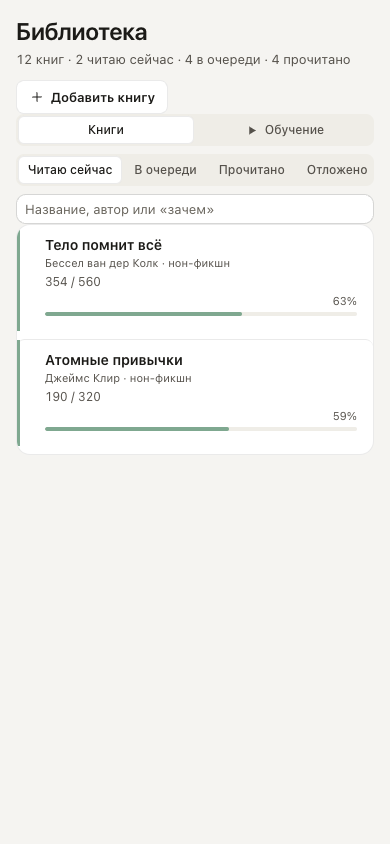 Библиотека
12 книг · 2 читаю сейчас · 4 в очереди · 4 прочитано
+ Добавить книгу
Книги
▶ Обучение
Читаю сейчас
В очереди
Прочитано
Отложено
Название, автор или «зачем»
Тело помнит всё
Бессел ван дер Колк · нон-фикшн
354 / 560
63%
Атомные привычки
Джеймс Клир · нон-фикшн
190 / 320
59%